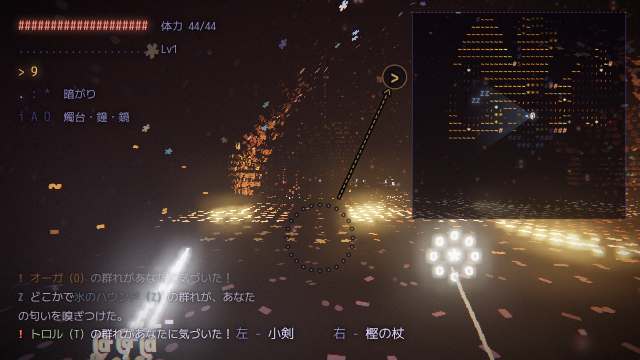 #################### 体力 44/44
Lv1
> 9
. : * 暗がり
i A O 燭台・鐘・鏡
>
zz
zz
! オーガ (O) の群れがあなたに気づいた！
z どこかで氷のハウンド (Z) の群れが、あなた
の匂いを嗅ぎつけた。
! トロル (T) の群れがあなたに気づいた！
左 - 小剣 右 - 樫の杖